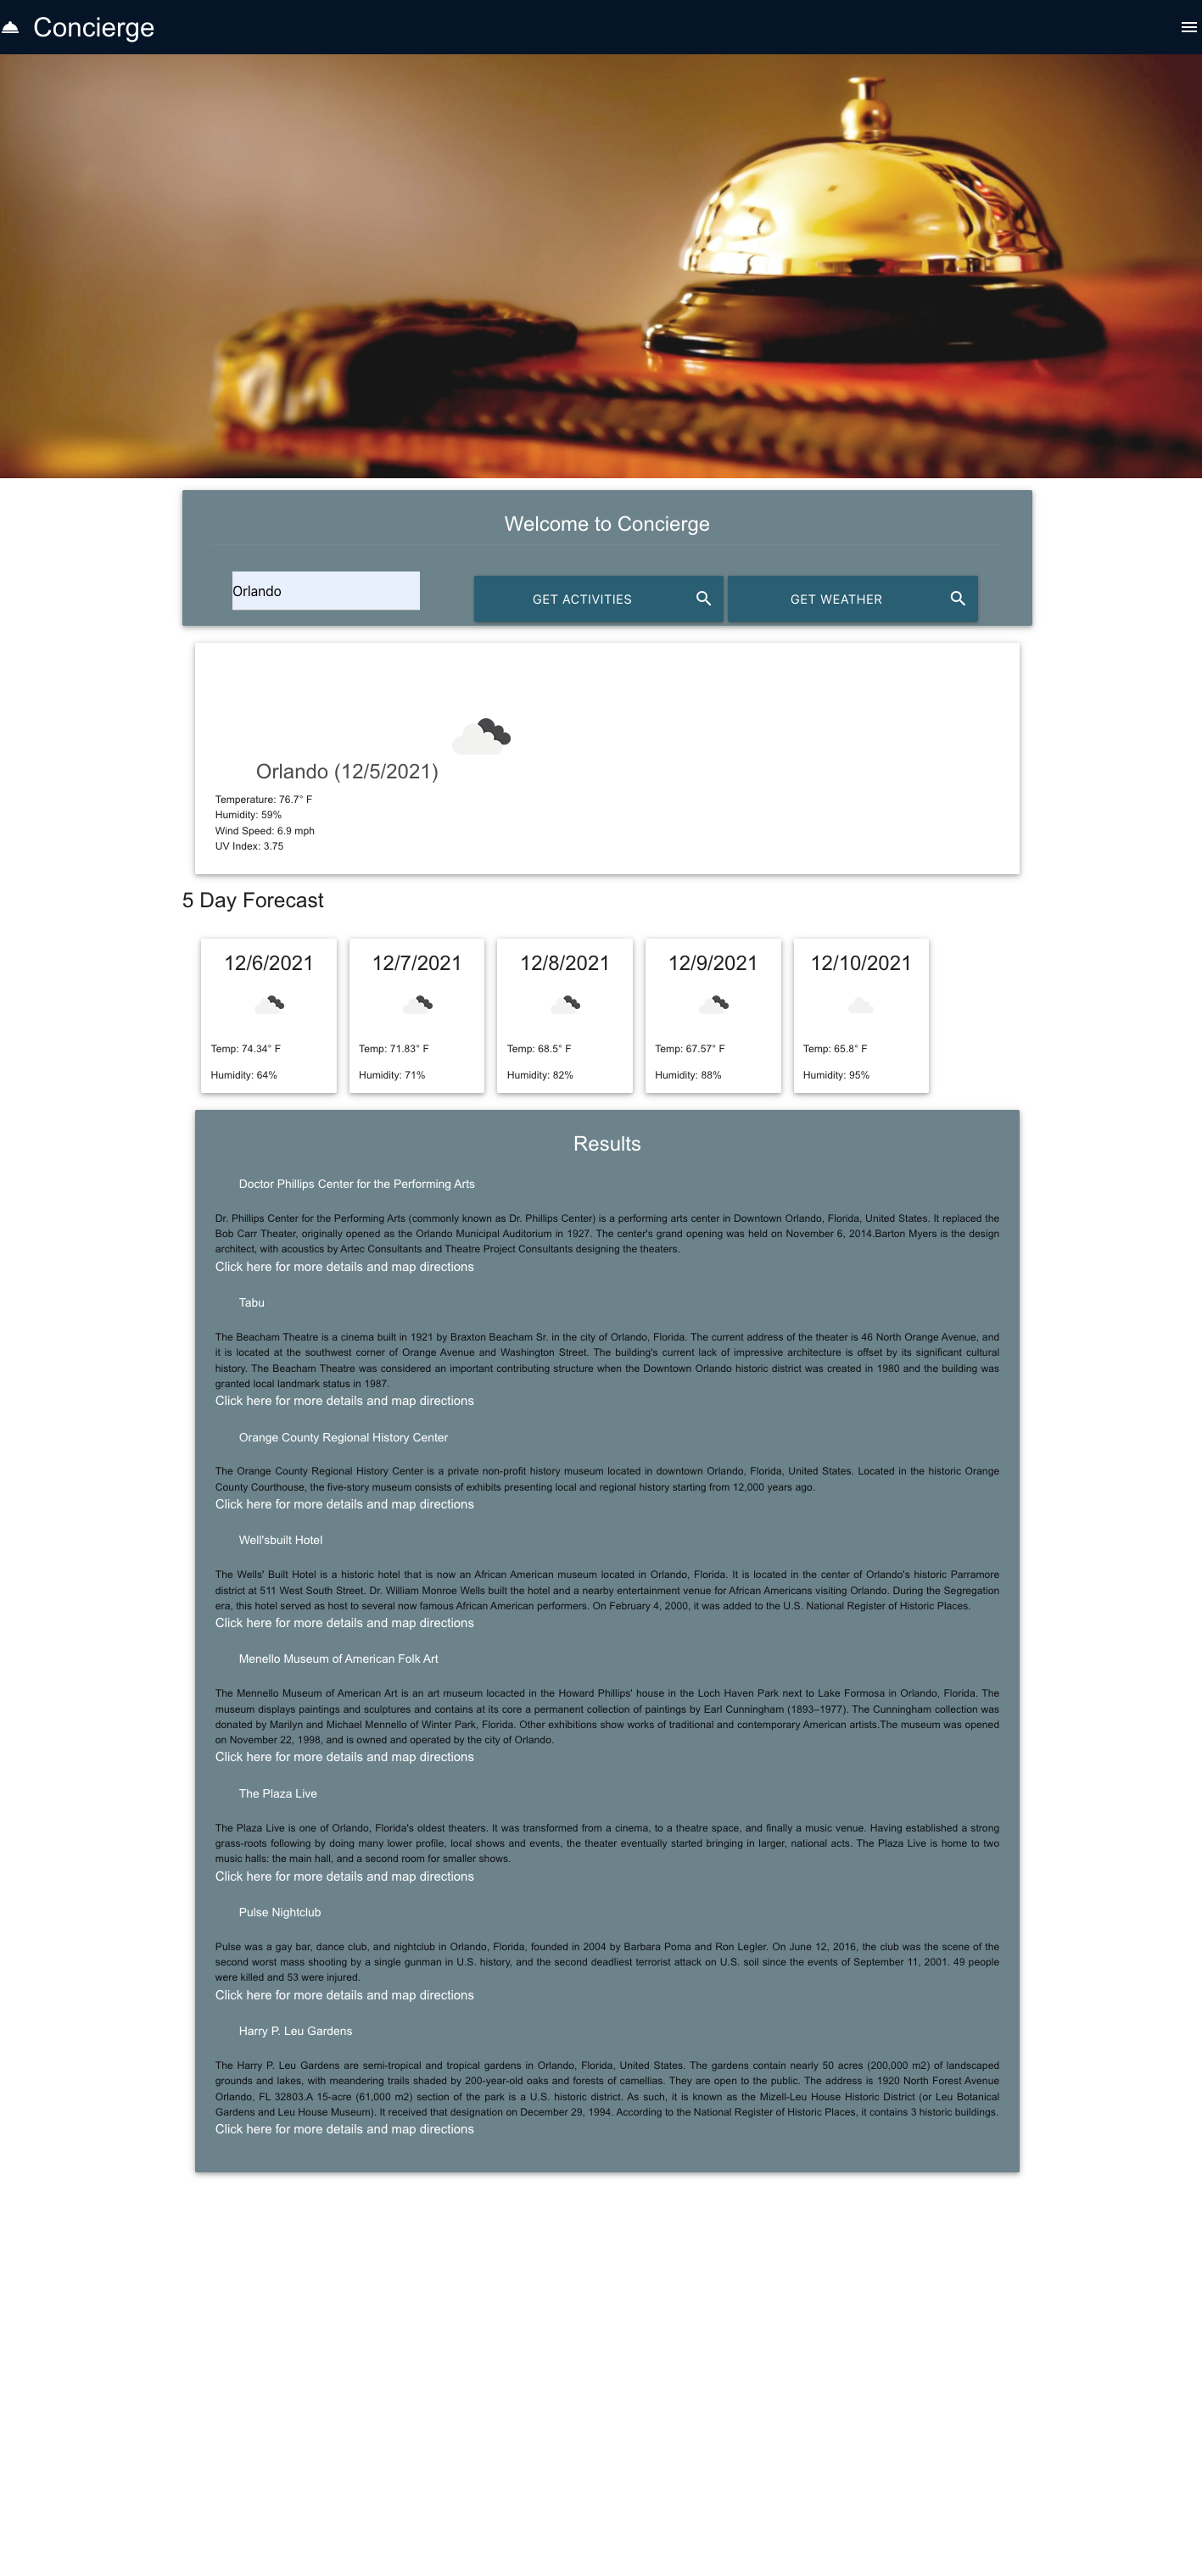 Concierge
Welcome to Concierge
Orlando
GET ACTIVITIES
GET WEATHER
Orlando (12/5/2021)
Temperature: 76.7° F
Humidity: 59%
Wind Speed: 6.9 mph
UV Index: 3.75
5 Day Forecast
12/6/2021
Temp: 74.34° F
Humidity: 64%
12/7/2021
Temp: 71.83° F
Humidity: 71%
12/8/2021
Temp: 68.5° F
Humidity: 82%
12/9/2021
Temp: 67.57° F
Humidity: 88%
12/10/2021
Temp: 65.8° F
Humidity: 95%
Results
Doctor Phillips Center for the Performing Arts
Dr. Phillips Center for the Performing Arts (commonly known as Dr. Phillips Center) is a performing arts center in Downtown Orlando, Florida, United States. It replaced the
Bob Carr Theater, originally opened as the Orlando Municipal Auditorium in 1927. The center's grand opening was held on November 6, 2014.Barton Myers is the design
architect, with acoustics by Artec Consultants and Theatre Project Consultants designing the theaters.
Click here for more details and map directions
Tabu
The Beacham Theatre is a cinema built in 1921 by Braxton Beacham Sr. in the city of Orlando, Florida. The current address of the theater is 46 North Orange Avenue, and
it is located at the southwest corner of Orange Avenue and Washington Street. The building's current lack of impressive architecture is offset by its significant cultural
history. The Beacham Theatre was considered an important contributing structure when the Downtown Orlando historic district was created in 1980 and the building was
granted local landmark status in 1987.
Click here for more details and map directions
Orange County Regional History Center
The Orange County Regional History Center is a private non-profit history museum located in downtown Orlando, Florida, United States. Located in the historic Orange
County Courthouse, the five-story museum consists of exhibits presenting local and regional history starting from 12,000 years ago.
Click here for more details and map directions
Well'sbuilt Hotel
The Wells' Built Hotel is a historic hotel that is now an African American museum located in Orlando, Florida. It is located in the center of Orlando's historic Parramore
district at 511 West South Street. Dr. William Monroe Wells built the hotel and a nearby entertainment venue for African Americans visiting Orlando. During the Segregation
era, this hotel served as host to several now famous African American performers. On February 4, 2000, it was added to the U.S. National Register of Historic Places.
Click here for more details and map directions
Menello Museum of American Folk Art
The Mennello Museum of American Art is an art museum locacted in the Howard Phillips' house in the Loch Haven Park next to Lake Formosa in Orlando, Florida. The
museum displays paintings and sculptures and contains at its core a permanent collection of paintings by Earl Cunningham (1893–1977). The Cunningham collection was
donated by Marilyn and Michael Mennello of Winter Park, Florida. Other exhibitions show works of traditional and contemporary American artists.The museum was opened
on November 22, 1998, and is owned and operated by the city of Orlando.
Click here for more details and map directions
The Plaza Live
The Plaza Live is one of Orlando, Florida's oldest theaters. It was transformed from a cinema, to a theatre space, and finally a music venue. Having established a strong
grass-roots following by doing many lower profile, local shows and events, the theater eventually started bringing in larger, national acts. The Plaza Live is home to two
music halls: the main hall, and a second room for smaller shows.
Click here for more details and map directions
Pulse Nightclub
Pulse was a gay bar, dance club, and nightclub in Orlando, Florida, founded in 2004 by Barbara Poma and Ron Legler. On June 12, 2016, the club was the scene of the
second worst mass shooting by a single gunman in U.S. history, and the second deadliest terrorist attack on U.S. soil since the events of September 11, 2001. 49 people
were killed and 53 were injured.
Click here for more details and map directions
Harry P. Leu Gardens
The Harry P. Leu Gardens are semi-tropical and tropical gardens in Orlando, Florida, United States. The gardens contain nearly 50 acres (200,000 m2) of landscaped
grounds and lakes, with meandering trails shaded by 200-year-old oaks and forests of camellias. They are open to the public. The address is 1920 North Forest Avenue
Orlando, FL 32803.A 15-acre (61,000 m2) section of the park is a U.S. historic district. As such, it is known as the Mizell-Leu House Historic District (or Leu Botanical
Gardens and Leu House Museum). It received that designation on December 29, 1994. According to the National Register of Historic Places, it contains 3 historic buildings.
Click here for more details and map directions